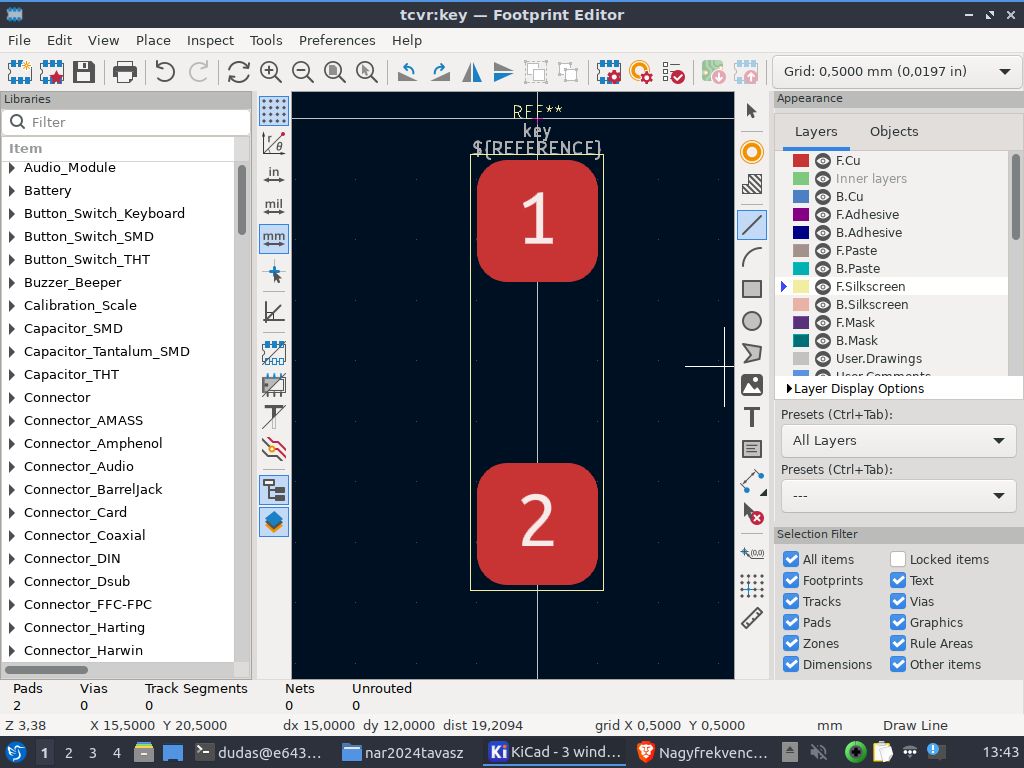 tcvr:key — Footprint Editor
File Edit View Place Inspect Tools Preferences Help
Grid: 0,5000 mm (0,0197 in)
Libraries
Filter
Item
Audio_Module
Battery
Button_Switch_Keyboard
Button_Switch_SMD
Button_Switch_THT
Buzzer_Beeper
Calibration_Scale
Capacitor_SMD
Capacitor_Tantalum_SMD
Capacitor_THT
Connector
Connector_AMASS
Connector_Amphenol
Connector_Audio
Connector_BarrelJack
Connector_Card
Connector_Coaxial
Connector_DIN
Connector_Dsub
Connector_FFC-FPC
Connector_Harting
Connector_Harwin
in
mil
mm
REF**
key
${REFERENCE}
1
2
T
(0,0)
Appearance
Layers Objects
F.Cu
Inner layers
B.Cu
F.Adhesive
B.Adhesive
F.Paste
B.Paste
F.Silkscreen
B.Silkscreen
F.Mask
B.Mask
User.Drawings
User.Comments
Layer Display Options
Presets (Ctrl+Tab):
All Layers
Presets (Ctrl+Tab):
---
Selection Filter
All items Locked items
Footprints Text
Tracks Vias
Pads Graphics
Zones Rule Areas
Dimensions Other items
Pads Vias Track Segments Nets Unrouted
2 0 0 0 0
Z 3,38 X 15,5000 Y 20,5000 dx 15,0000 dy 12,0000 dist 19,2094 grid X 0,5000 Y 0,5000 mm Draw Line
1 2 3 4 dudas@e643... nar2024tavasz Ki KiCad - 3 wind... Nagyfrekvenc... 13:43